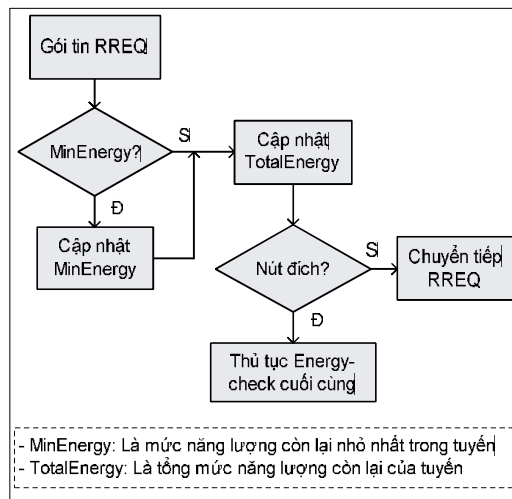 Gói tin RREQ
MinEnergy?
S
Đ
Cập nhật
MinEnergy
Cập nhật
TotalEnergy
Nút đích?
S
Đ
Chuyển tiếp
RREQ
Thủ tục Energy-
check cuối cùng
- MinEnergy: Là mức năng lượng còn lại nhỏ nhất trong tuyến
- TotalEnergy: Là tổng mức năng lượng còn lại của tuyến